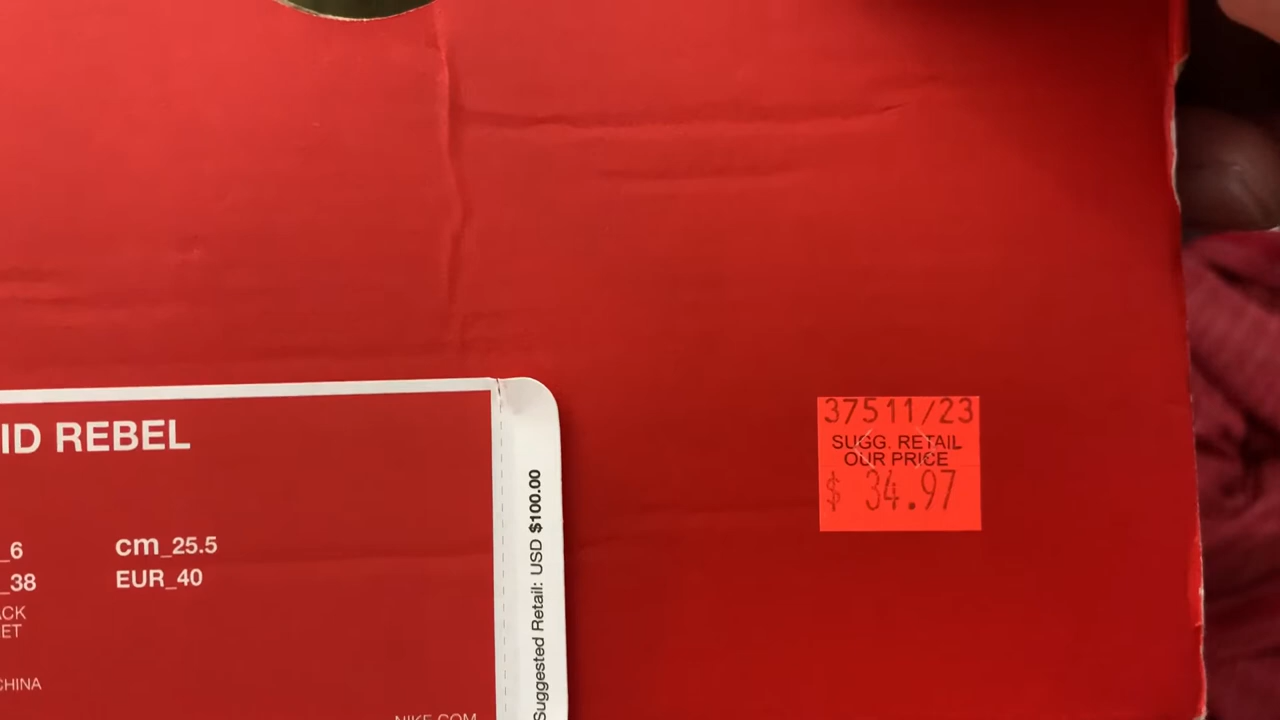 ID REBEL
_6
cm_25.5
_38
EUR_40
ACK
ET
CHINA
NIKE.COM
Suggested Retail: USD $100.00
37511/23
SUGG. RETAIL
OUR PRICE
$ 34.97